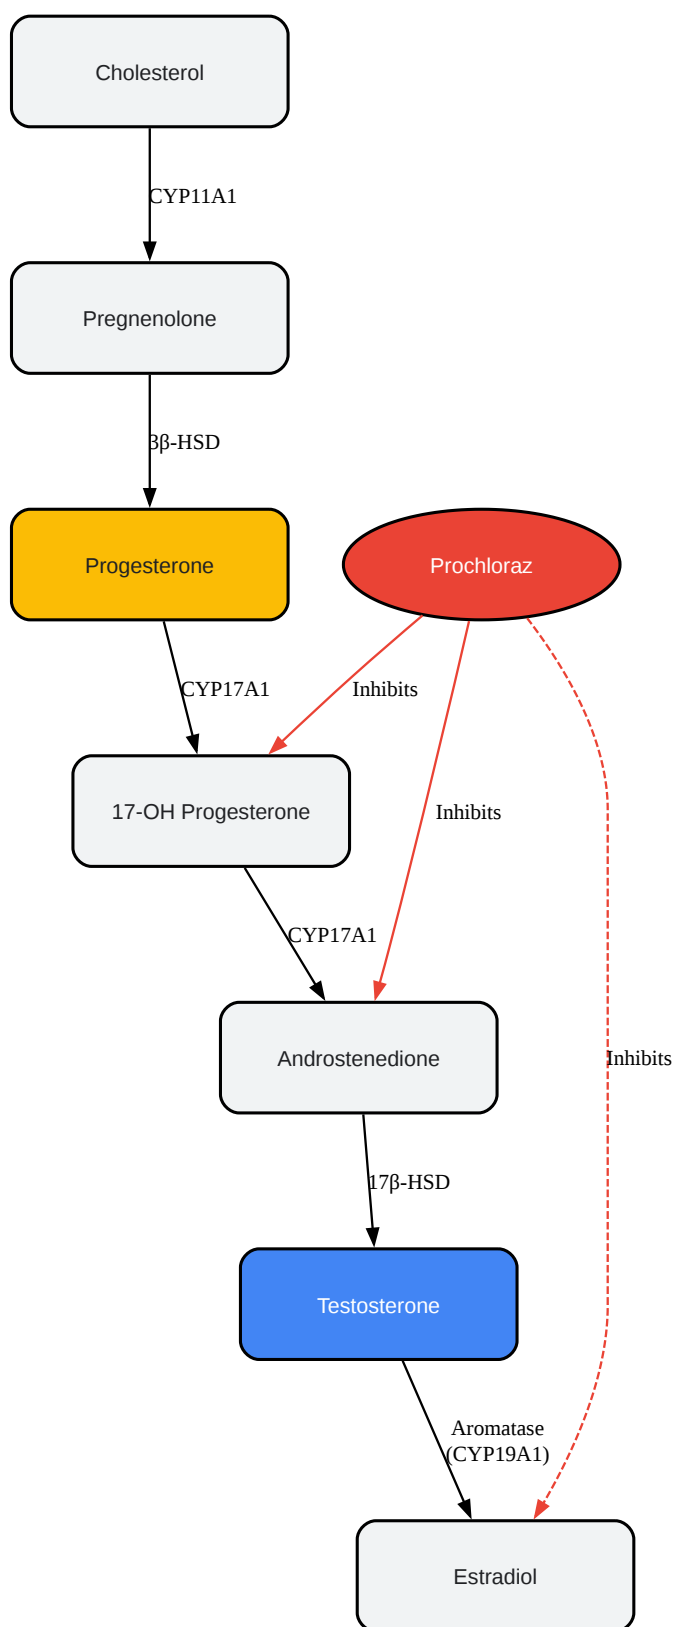 Cholesterol
CYP11A1
Pregnenolone
3β-HSD
Progesterone
Prochloraz
CYP17A1
Inhibits
17-OH Progesterone
Inhibits
CYP17A1
Androstenedione
Inhibits
17β-HSD
Testosterone
Aromatase
(CYP19A1)
Estradiol